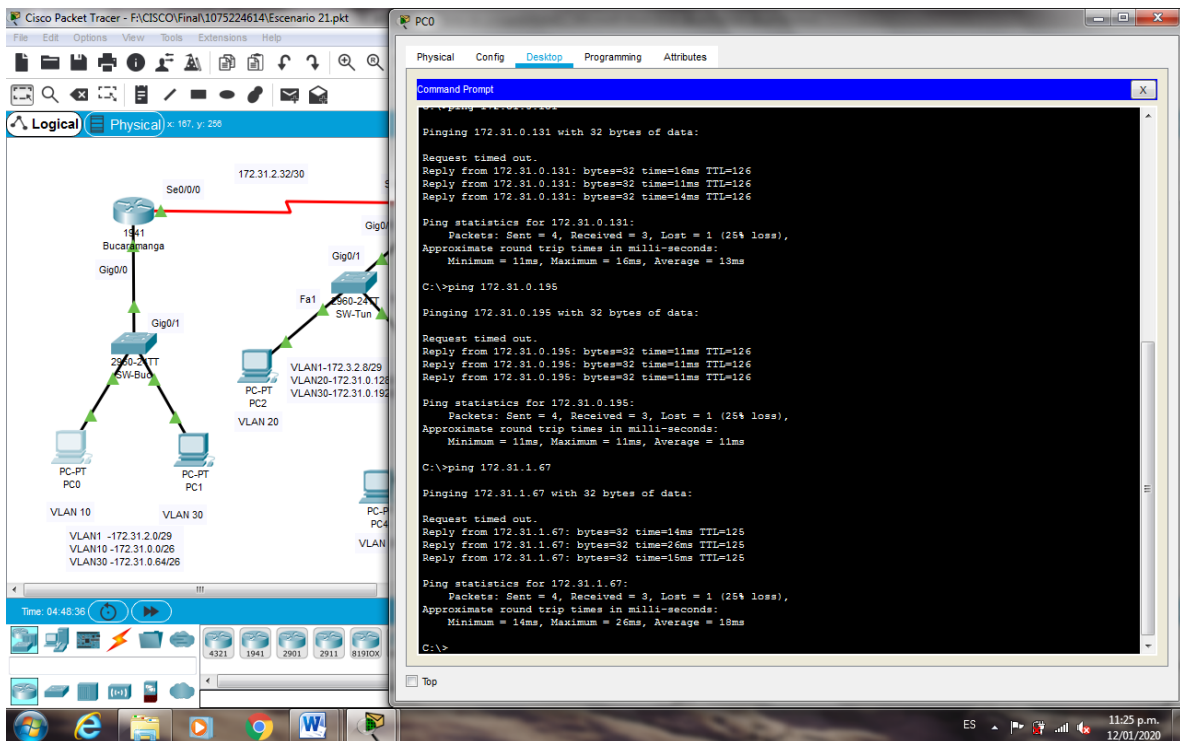 Cisco Packet Tracer - F:\CISCO\Final\1075224614\Escenario 21.pkt
File Edit Options View Tools Extensions Help
Logical
Physical
x: 167, y: 256
172.31.2.32/30
Se0/0/0
1941
Bucaramanga
Gig0/0
Gig0/1
2960-24TT
SW-Buc
PC-PT
PC0
PC-PT
PC1
VLAN 10
VLAN 30
VLAN1 -172.31.2.0/29
VLAN10 -172.31.0.0/26
VLAN30 -172.31.0.64/26
Gig0/
Gig0/1
Fa1
2960-24TT
SW-Tun
PC-PT
PC2
VLAN 20
VLAN1-172.3.2.8/29
VLAN20-172.31.0.128
VLAN30-172.31.0.192
PC-P
PC4
VLAN
Time: 04:48:36
4321
1941
2901
2911
819IOX
PC0
Physical Config Desktop Programming Attributes
Command Prompt
X
C:\>ping 172.31.0.131
Pinging 172.31.0.131 with 32 bytes of data:
Request timed out.
Reply from 172.31.0.131: bytes=32 time=16ms TTL=126
Reply from 172.31.0.131: bytes=32 time=11ms TTL=126
Reply from 172.31.0.131: bytes=32 time=14ms TTL=126
Ping statistics for 172.31.0.131:
Packets: Sent = 4, Received = 3, Lost = 1 (25% loss),
Approximate round trip times in milli-seconds:
Minimum = 11ms, Maximum = 16ms, Average = 13ms
C:\>ping 172.31.0.195
Pinging 172.31.0.195 with 32 bytes of data:
Request timed out.
Reply from 172.31.0.195: bytes=32 time=11ms TTL=126
Reply from 172.31.0.195: bytes=32 time=11ms TTL=126
Reply from 172.31.0.195: bytes=32 time=11ms TTL=126
Ping statistics for 172.31.0.195:
Packets: Sent = 4, Received = 3, Lost = 1 (25% loss),
Approximate round trip times in milli-seconds:
Minimum = 11ms, Maximum = 11ms, Average = 11ms
C:\>ping 172.31.1.67
Pinging 172.31.1.67 with 32 bytes of data:
Request timed out.
Reply from 172.31.1.67: bytes=32 time=14ms TTL=125
Reply from 172.31.1.67: bytes=32 time=26ms TTL=125
Reply from 172.31.1.67: bytes=32 time=15ms TTL=125
Ping statistics for 172.31.1.67:
Packets: Sent = 4, Received = 3, Lost = 1 (25% loss),
Approximate round trip times in milli-seconds:
Minimum = 14ms, Maximum = 26ms, Average = 18ms
C:\>
Top
ES
11:25 p.m.
12/01/2020